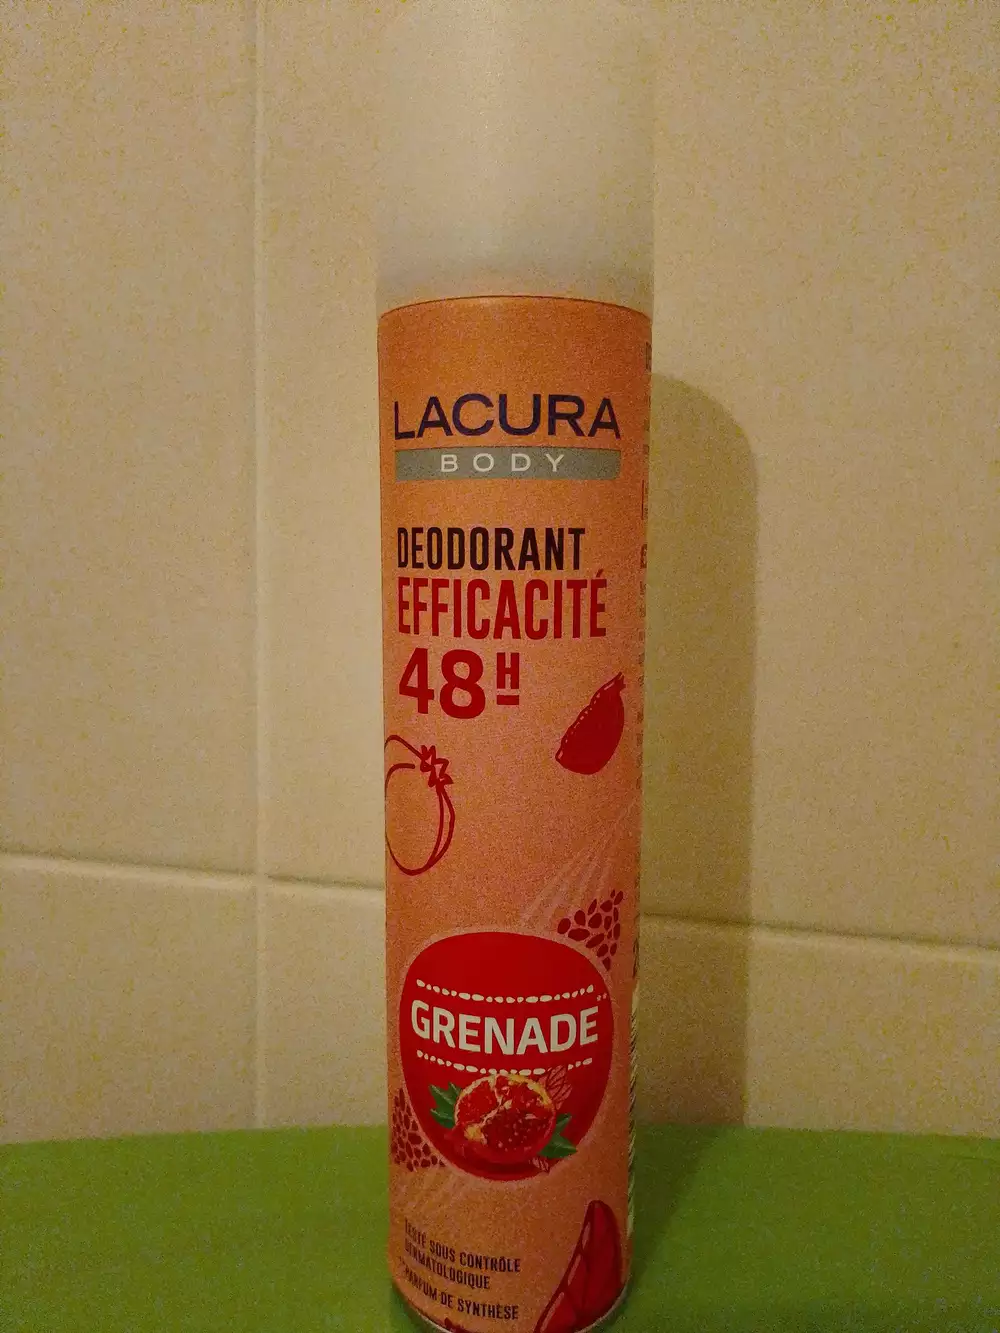 LACURA
BODY
DEODORANT
EFFICACITÉ
48H
GRENADE
TESTÉ SOUS CONTRÔLE
DERMATOLOGIQUE
PARFUM DE SYNTHÈSE